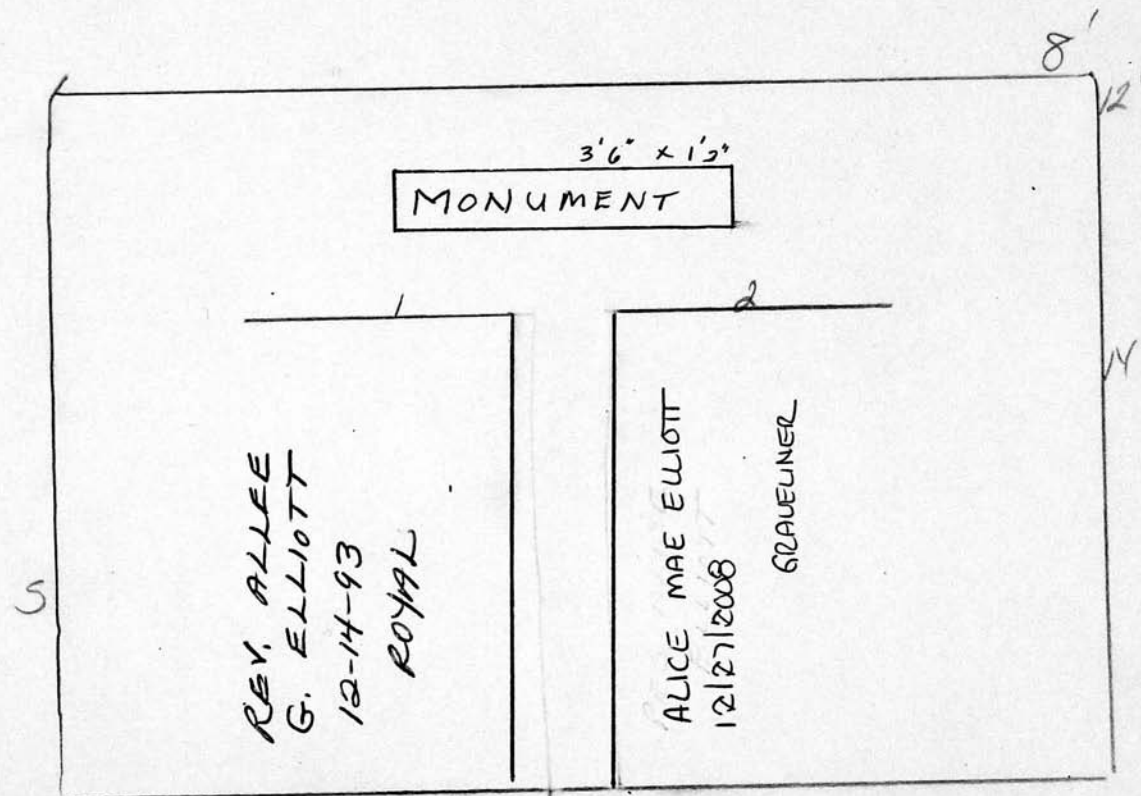 8'
12
3'6" x 1'2"
MONUMENT
1
2
N
S
REV. ALLEE
G. ELLIOTT
12-14-93
ROYAL
ALICE MAE ELLIOTT
12/27/2008
GRAVELINER